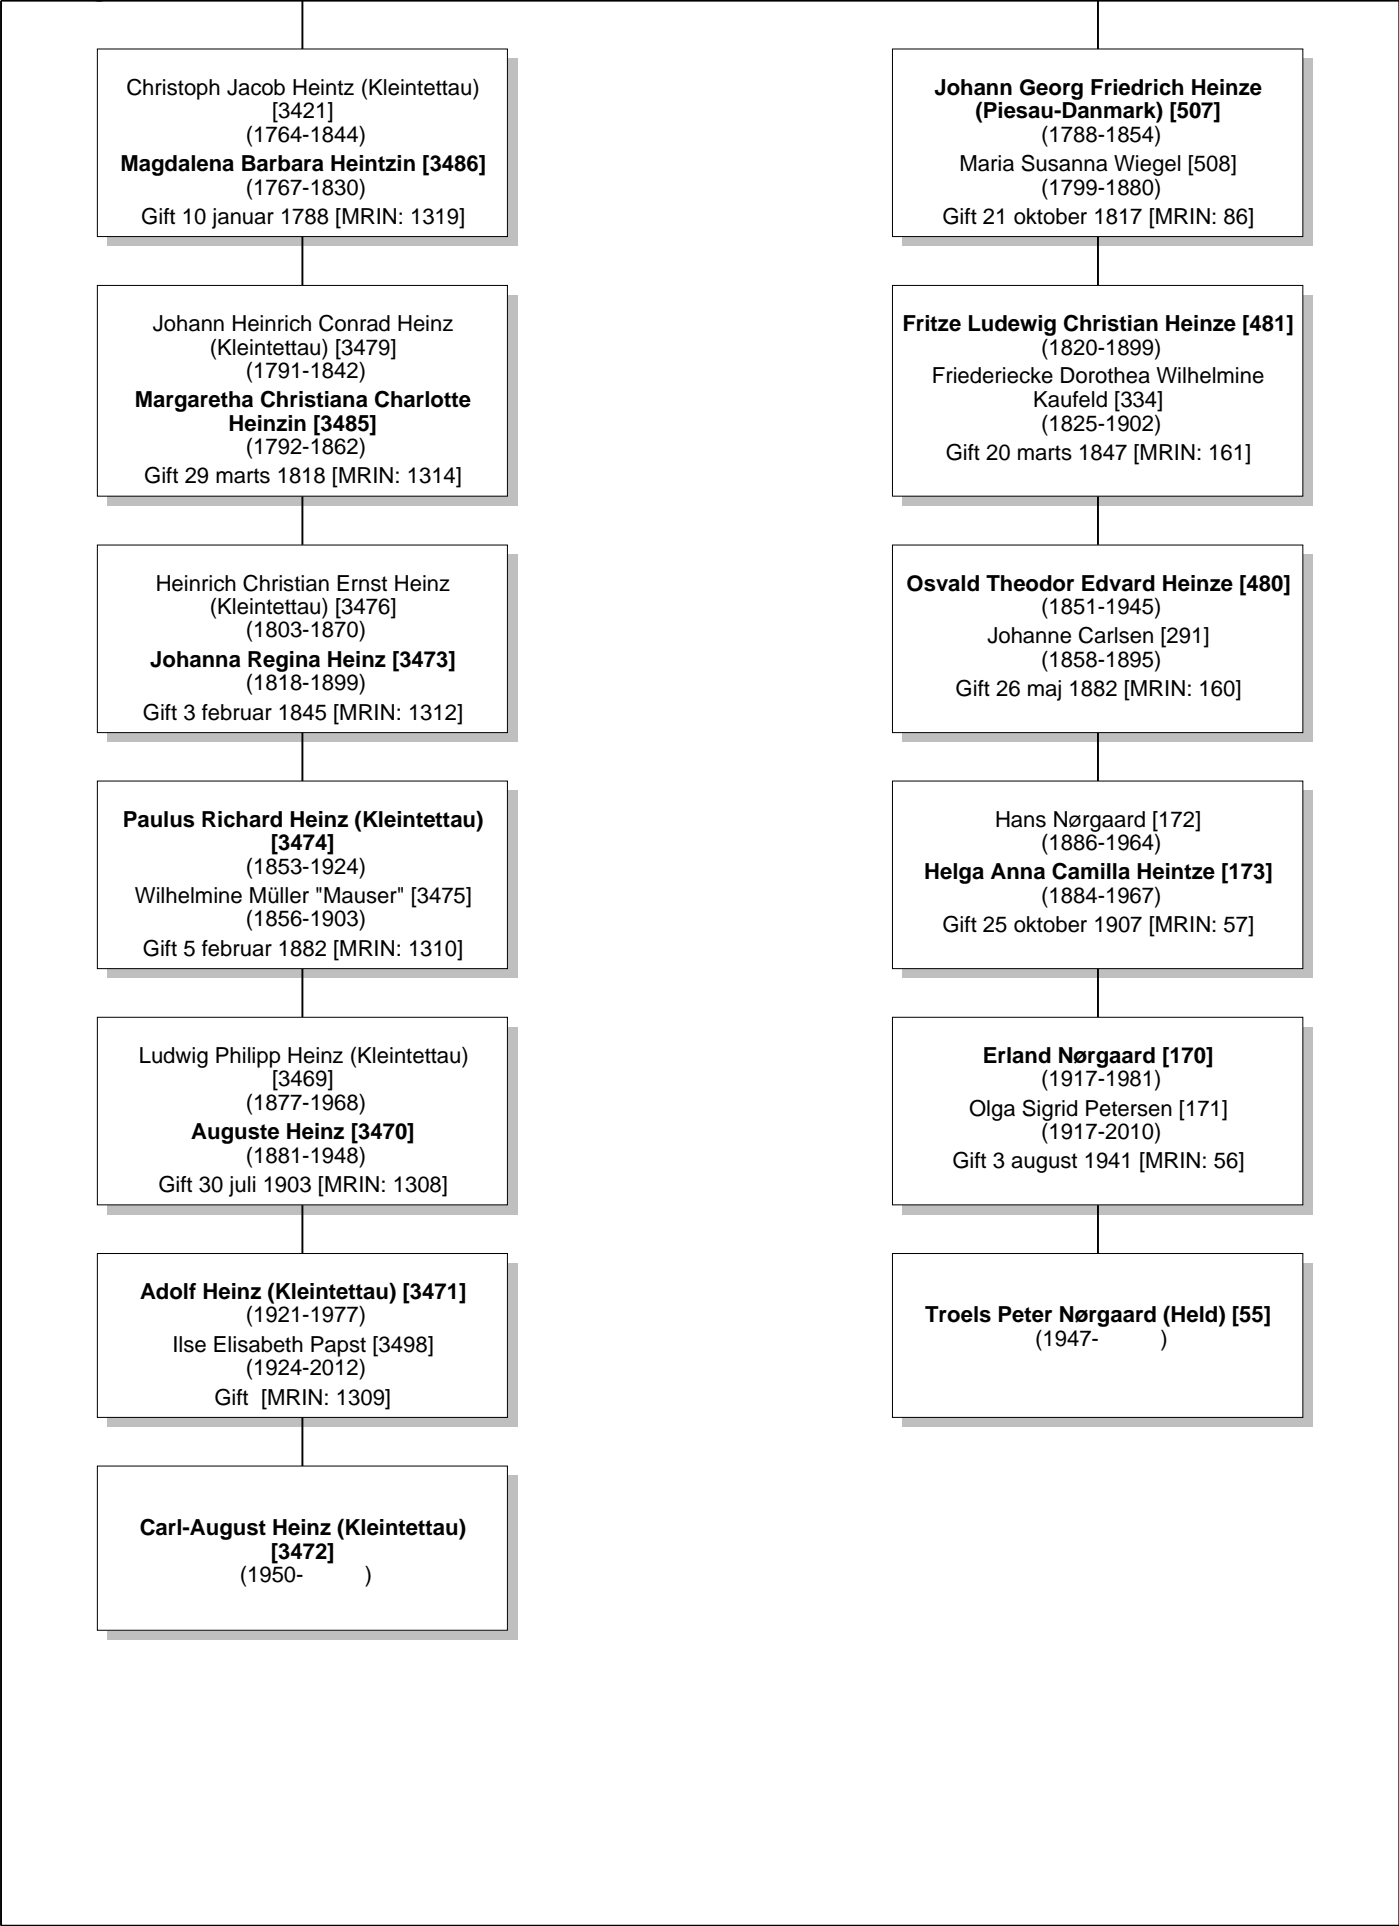 Christoph Jacob Heintz (Kleintettau)
[3421]
(1764-1844)
Magdalena Barbara Heintzin [3486]
(1767-1830)
Gift 10 januar 1788 [MRIN: 1319]
Johann Heinrich Conrad Heinz
(Kleintettau) [3479]
(1791-1842)
Margaretha Christiana Charlotte
Heinzin [3485]
(1792-1862)
Gift 29 marts 1818 [MRIN: 1314]
Heinrich Christian Ernst Heinz
(Kleintettau) [3476]
(1803-1870)
Johanna Regina Heinz [3473]
(1818-1899)
Gift 3 februar 1845 [MRIN: 1312]
Paulus Richard Heinz (Kleintettau)
[3474]
(1853-1924)
Wilhelmine Müller "Mauser" [3475]
(1856-1903)
Gift 5 februar 1882 [MRIN: 1310]
Ludwig Philipp Heinz (Kleintettau)
[3469]
(1877-1968)
Auguste Heinz [3470]
(1881-1948)
Gift 30 juli 1903 [MRIN: 1308]
Adolf Heinz (Kleintettau) [3471]
(1921-1977)
Ilse Elisabeth Papst [3498]
(1924-2012)
Gift [MRIN: 1309]
Carl-August Heinz (Kleintettau)
[3472]
(1950- )
Johann Georg Friedrich Heinze
(Piesau-Danmark) [507]
(1788-1854)
Maria Susanna Wiegel [508]
(1799-1880)
Gift 21 oktober 1817 [MRIN: 86]
Fritze Ludewig Christian Heinze [481]
(1820-1899)
Friederiecke Dorothea Wilhelmine
Kaufeld [334]
(1825-1902)
Gift 20 marts 1847 [MRIN: 161]
Osvald Theodor Edvard Heinze [480]
(1851-1945)
Johanne Carlsen [291]
(1858-1895)
Gift 26 maj 1882 [MRIN: 160]
Hans Nørgaard [172]
(1886-1964)
Helga Anna Camilla Heintze [173]
(1884-1967)
Gift 25 oktober 1907 [MRIN: 57]
Erland Nørgaard [170]
(1917-1981)
Olga Sigrid Petersen [171]
(1917-2010)
Gift 3 august 1941 [MRIN: 56]
Troels Peter Nørgaard (Held) [55]
(1947- )